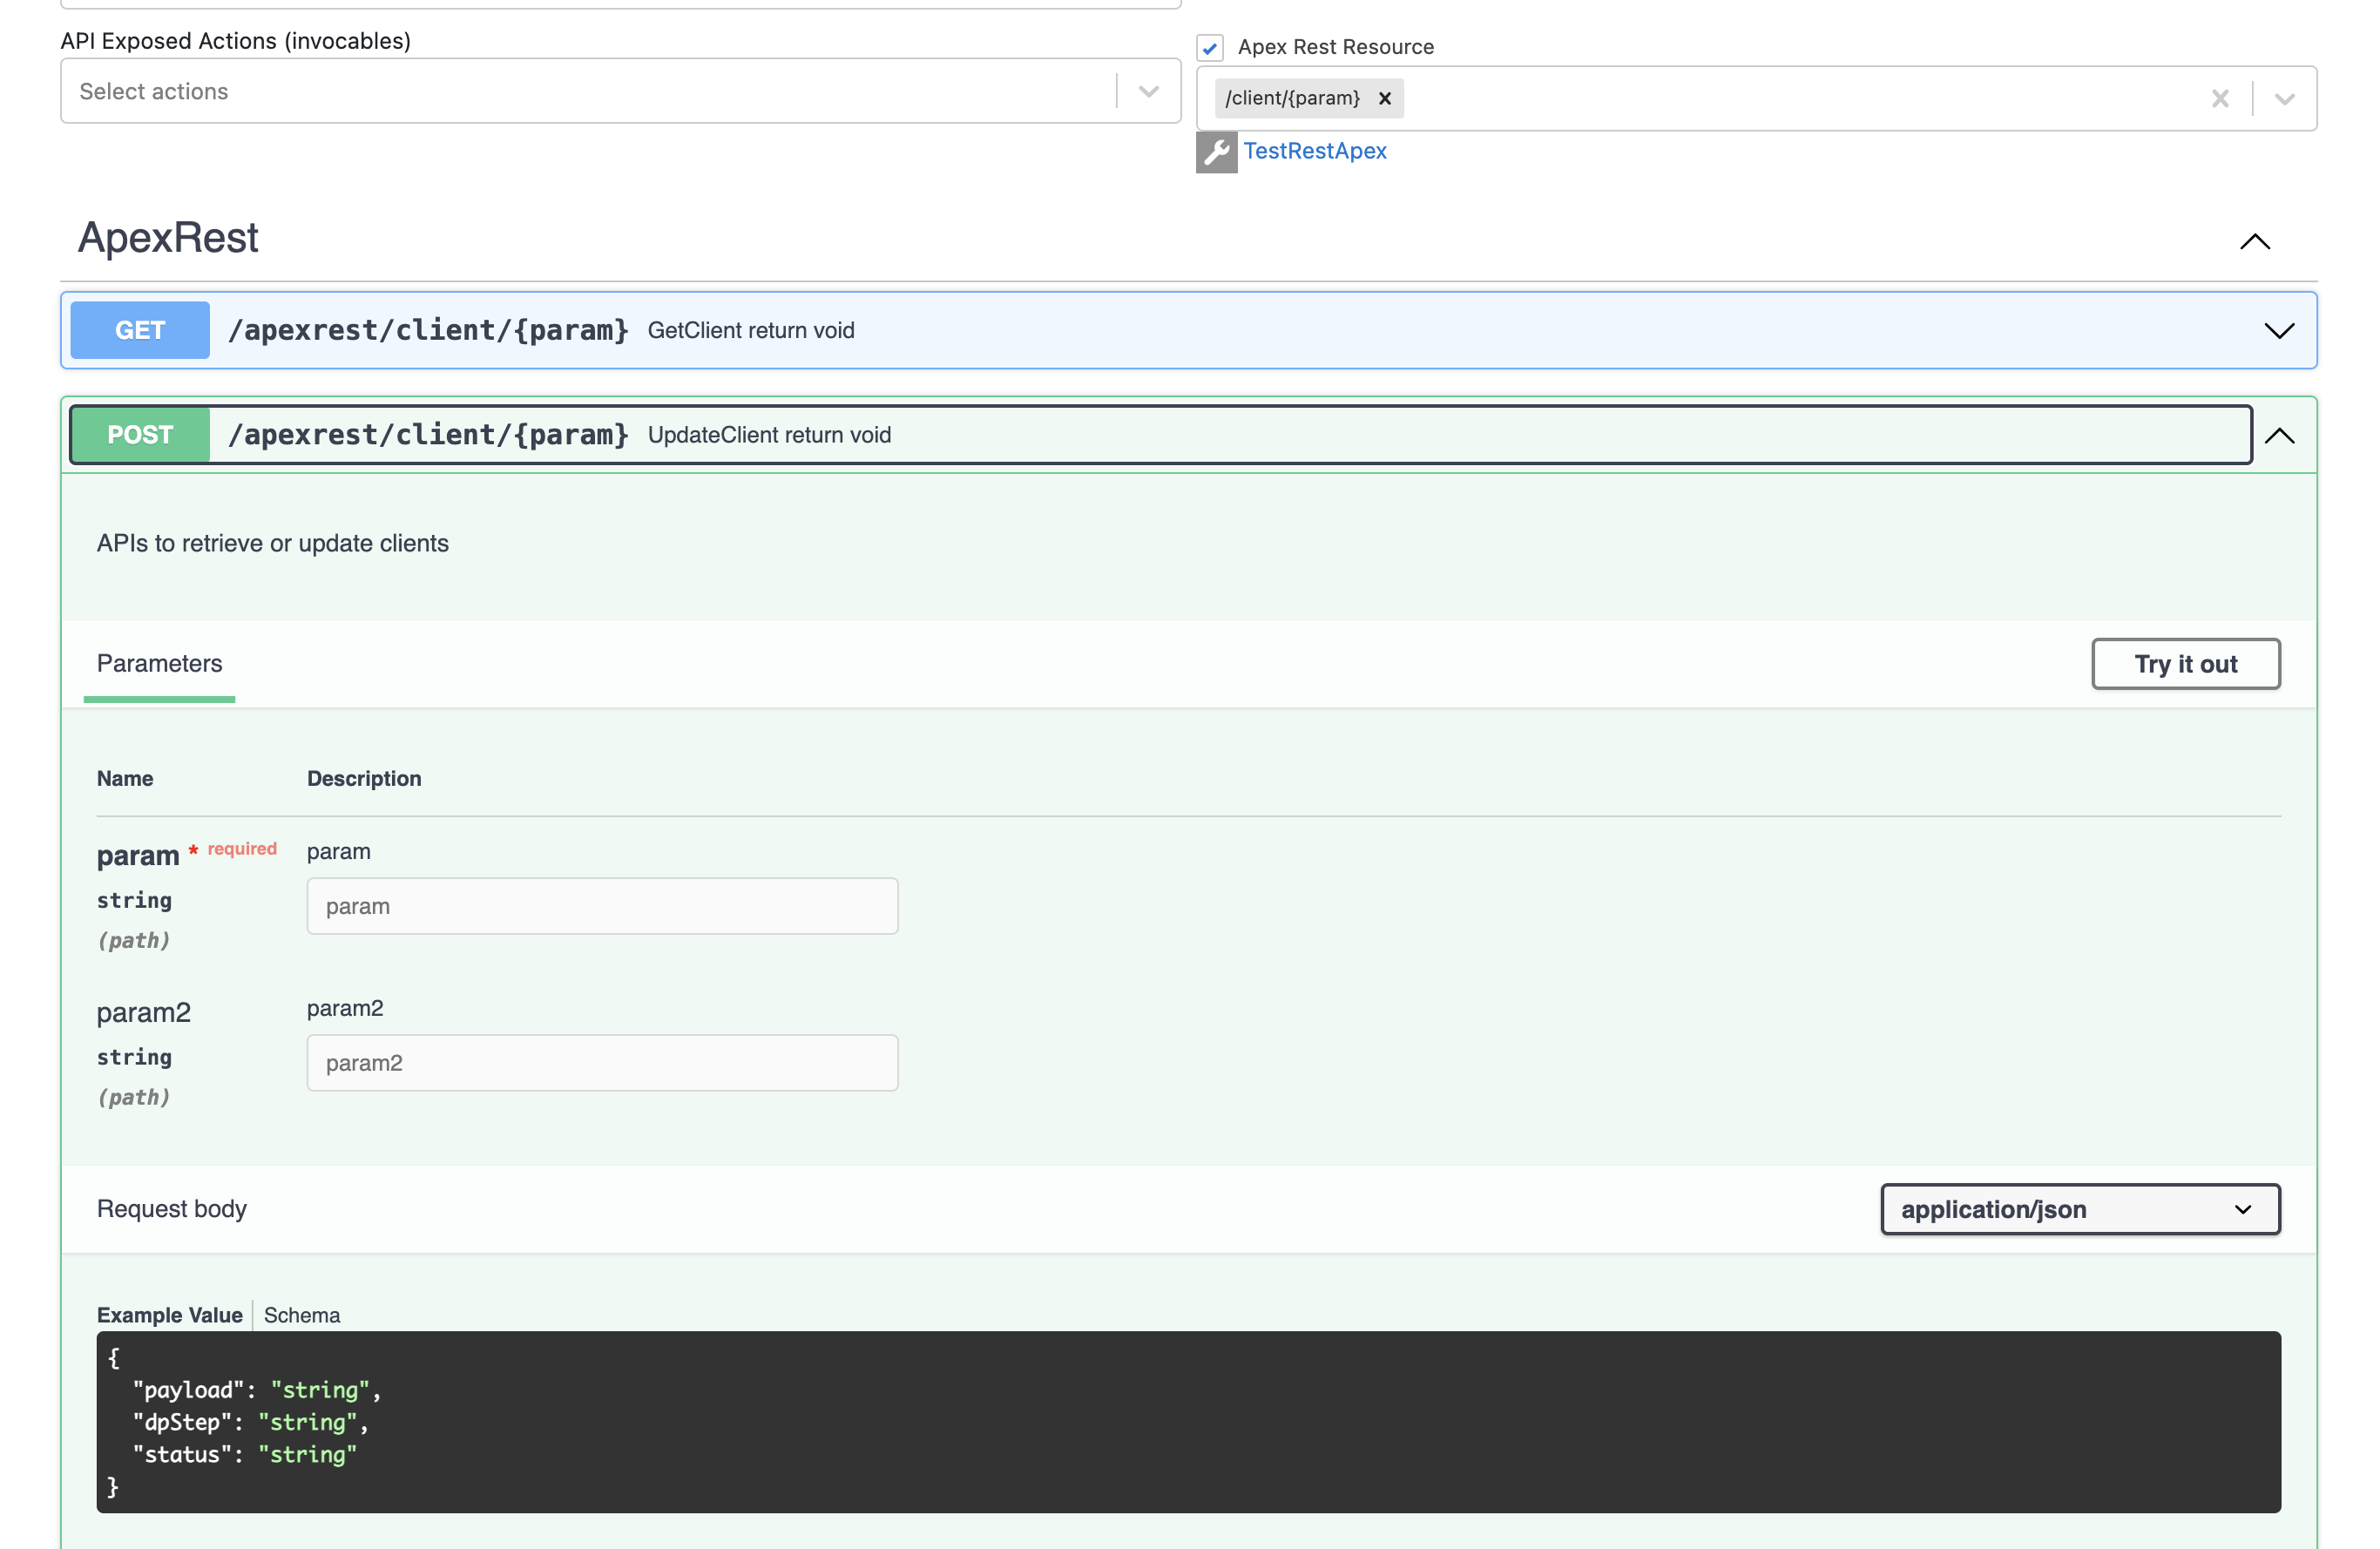 API Exposed Actions (invocables)
Select actions
Apex Rest Resource
/client/{param}
TestRestApex
ApexRest
GET /apexrest/client/{param} GetClient return void
POST /apexrest/client/{param} UpdateClient return void
APIs to retrieve or update clients
Parameters
Try it out
Name Description
param * required param
string param
(path)
param2 param2
string param2
(path)
Request body
application/json
Example Value Schema
{
"payload": "string",
"dpStep": "string",
"status": "string"
}